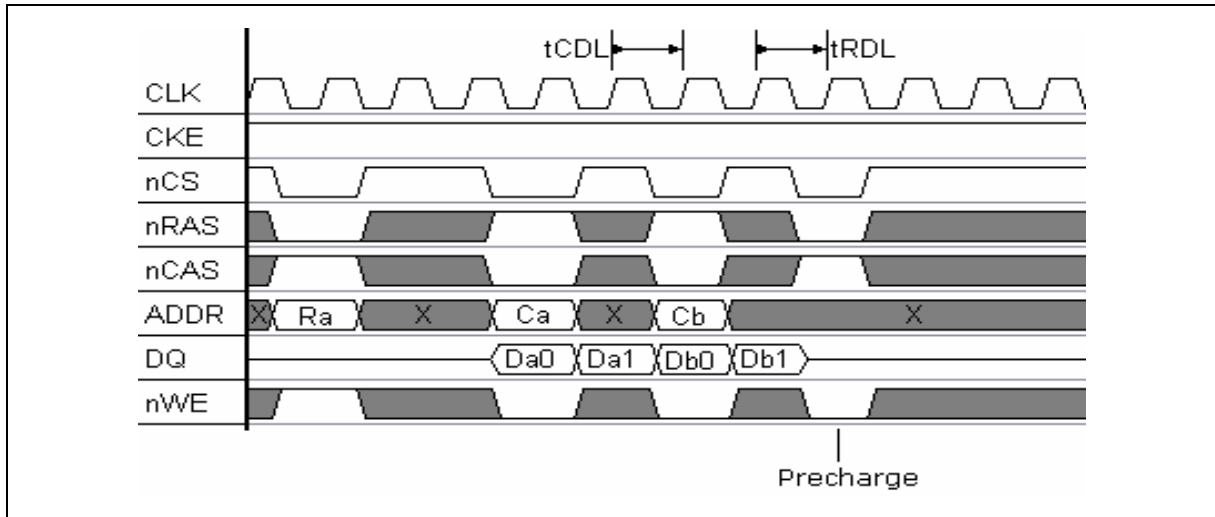 tCDL tRDL
CLK
CKE
nCS
nRAS
nCAS
ADDR X Ra X Ca X Cb X
DQ Da0 Da1 Db0 Db1
nWE
Precharge